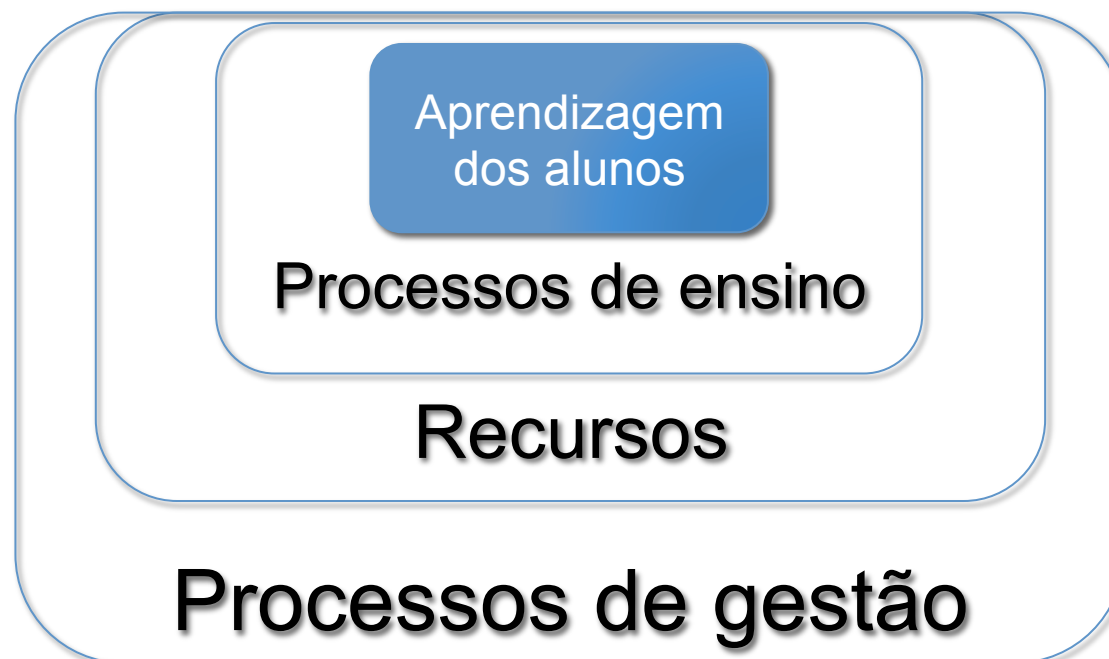 Aprendizagem
dos alunos
Processos de ensino
Recursos
Processos de gestão